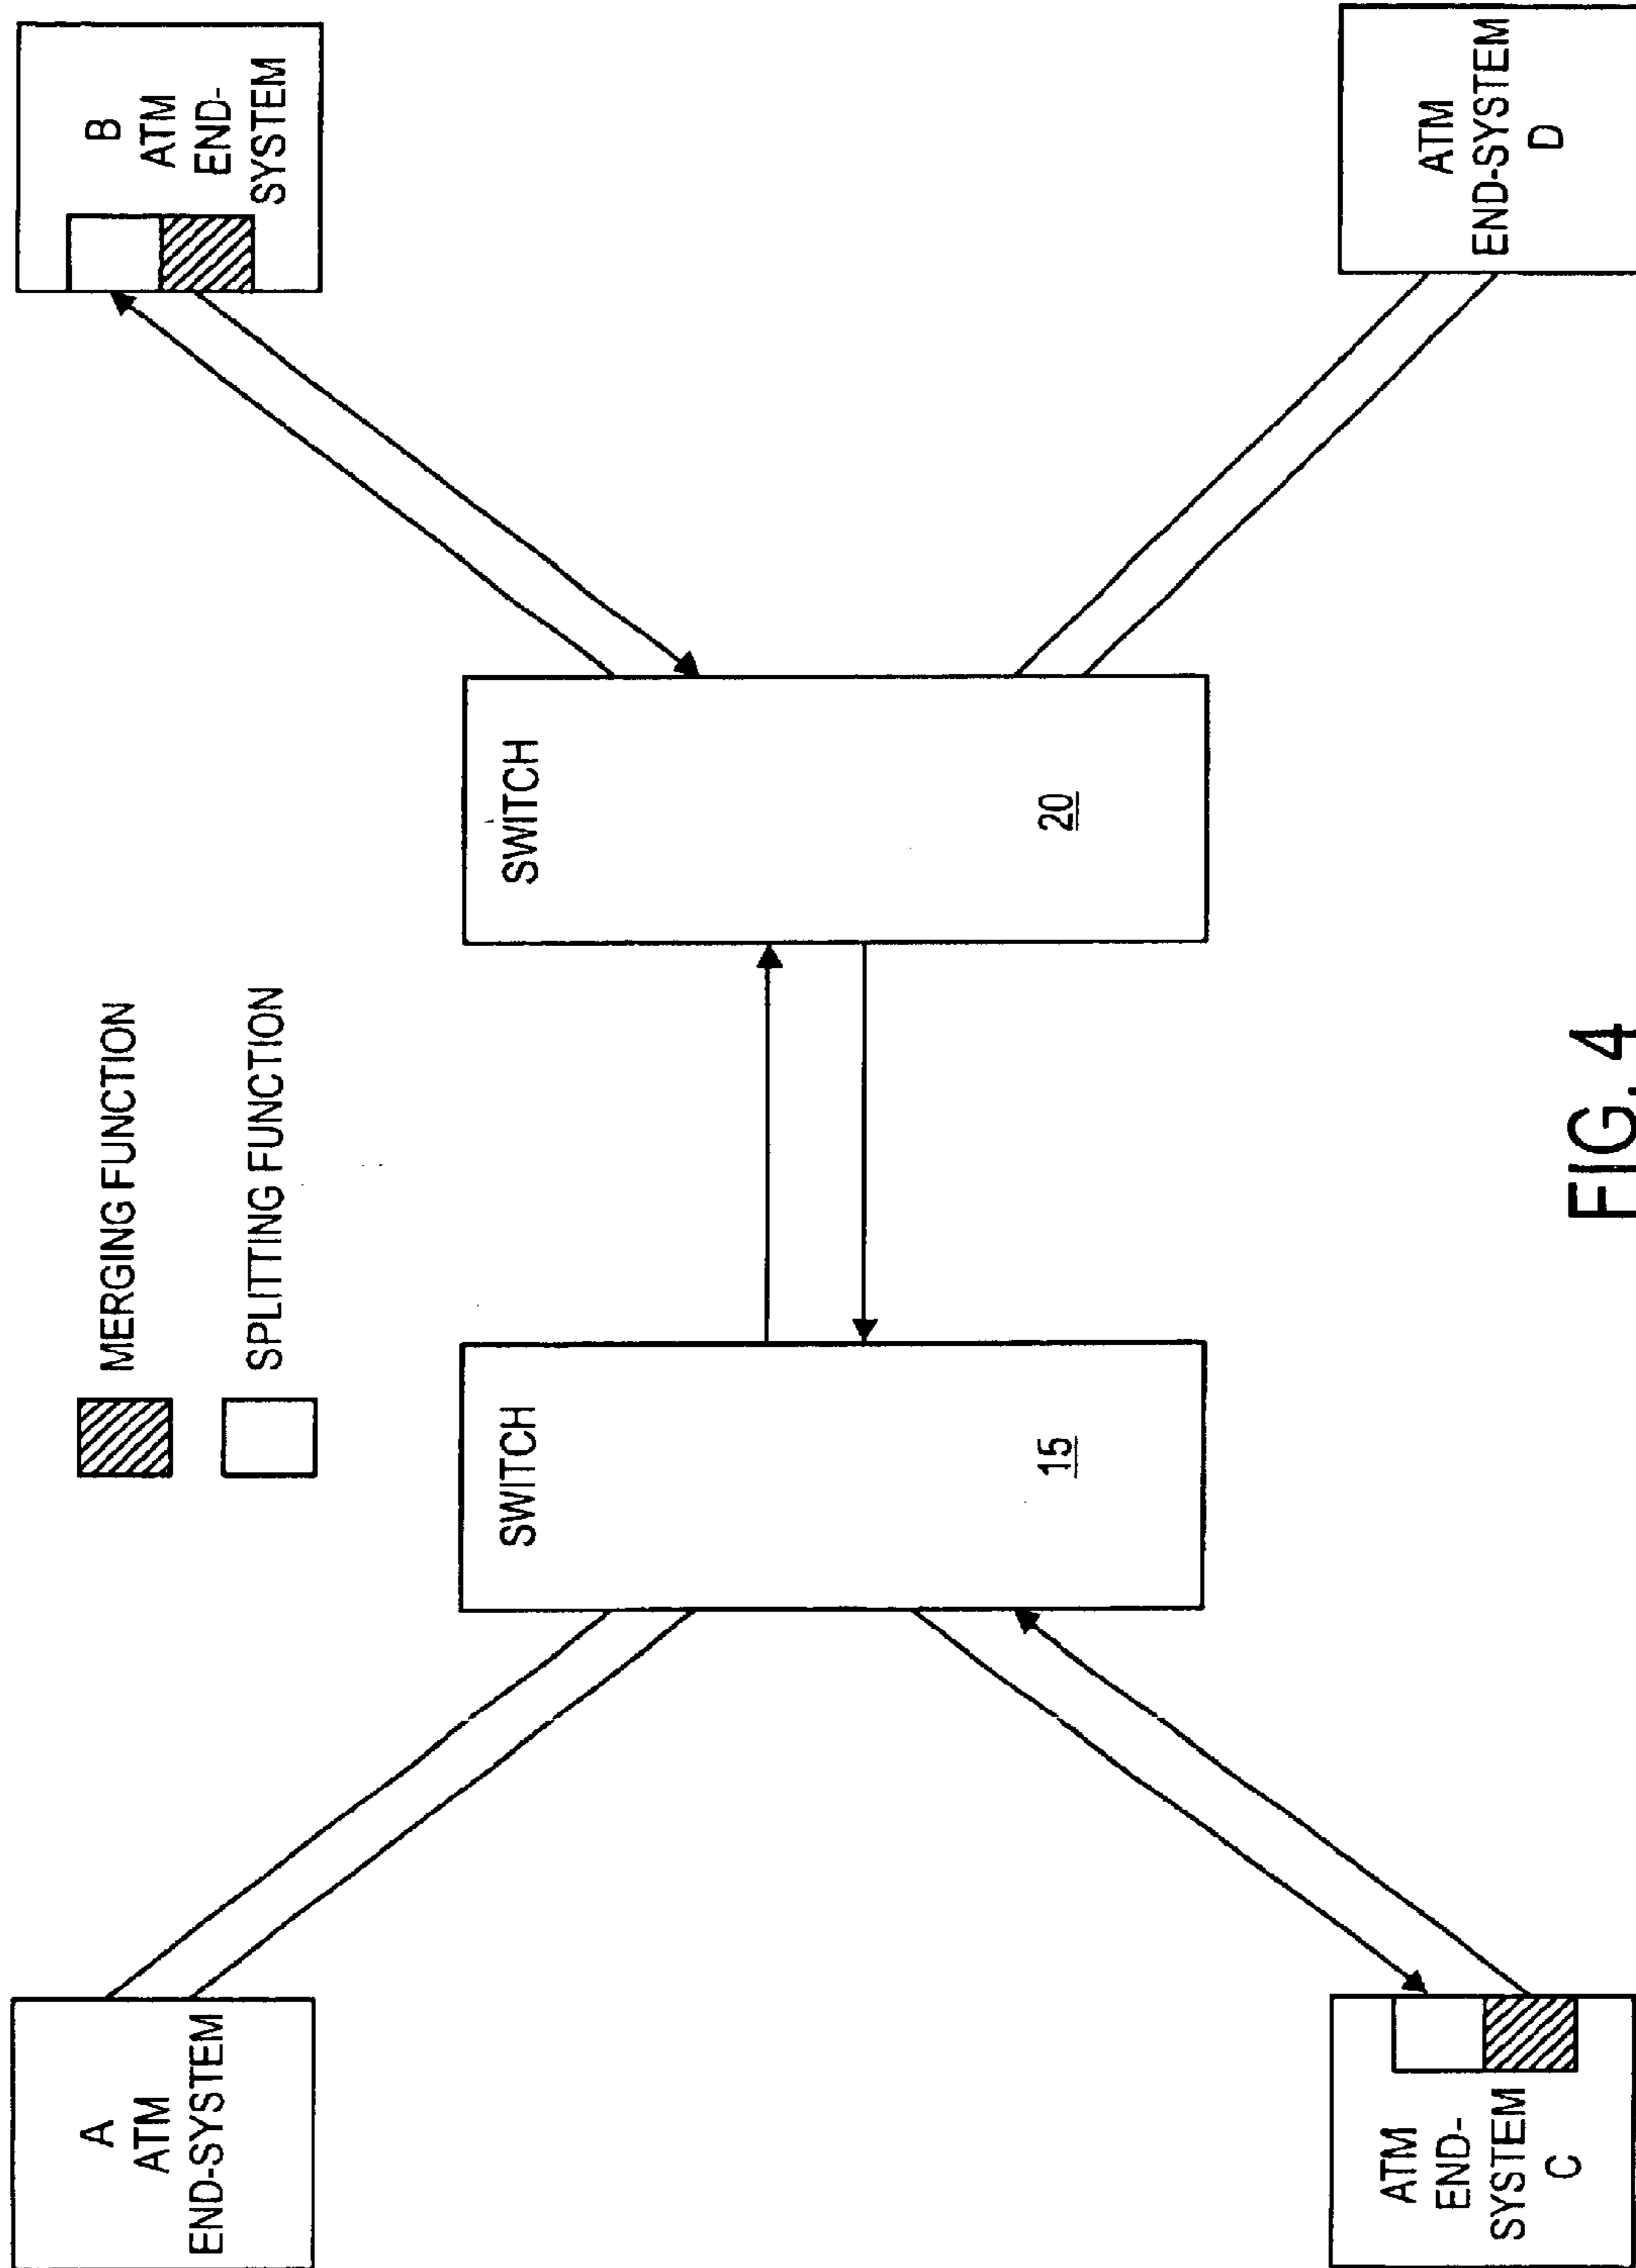 A
ATM
END-SYSTEM
MERGING FUNCTION
SPLITTING FUNCTION
B
ATM
END-
SYSTEM
SWITCH
15
SWITCH
20
ATM
END-
SYSTEM
C
ATM
END-SYSTEM
D
FIG. 4